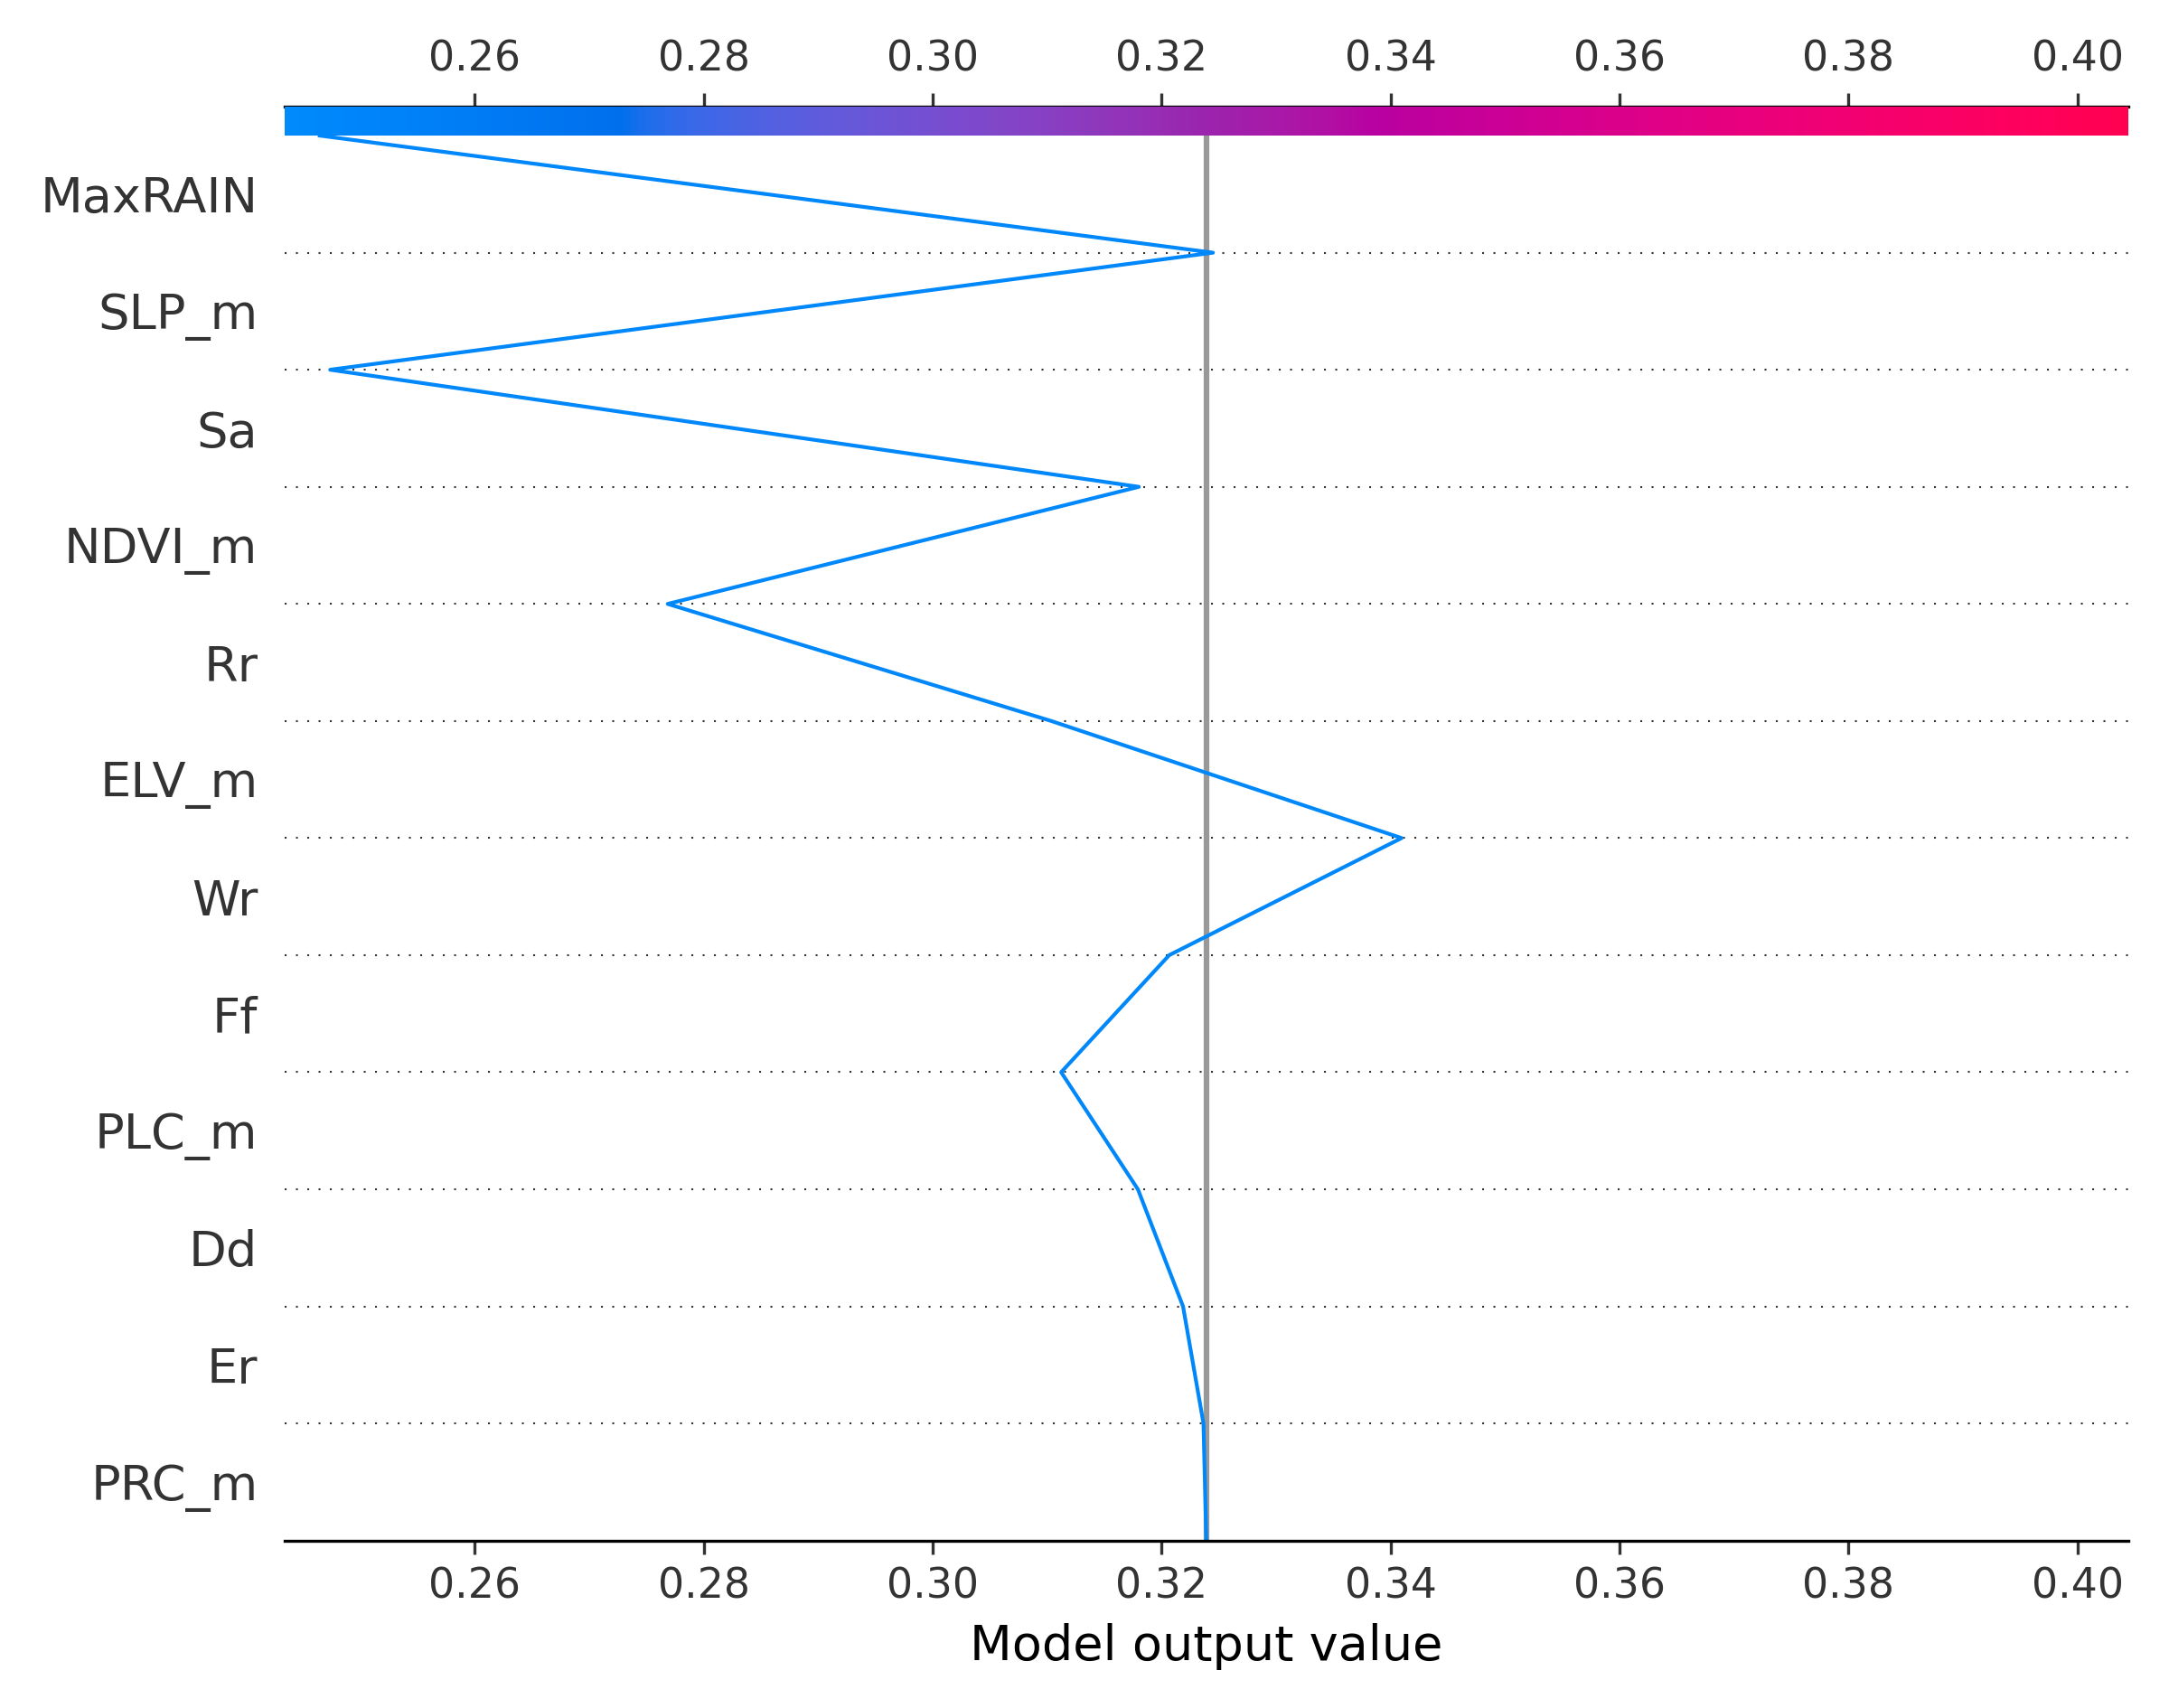 0.26 0.28 0.30 0.32 0.34 0.36 0.38 0.40
MaxRAIN
SLP_m
Sa
NDVI_m
Rr
ELV_m
Wr
Ff
PLC_m
Dd
Er
PRC_m
0.26 0.28 0.30 0.32 0.34 0.36 0.38 0.40
Model output value